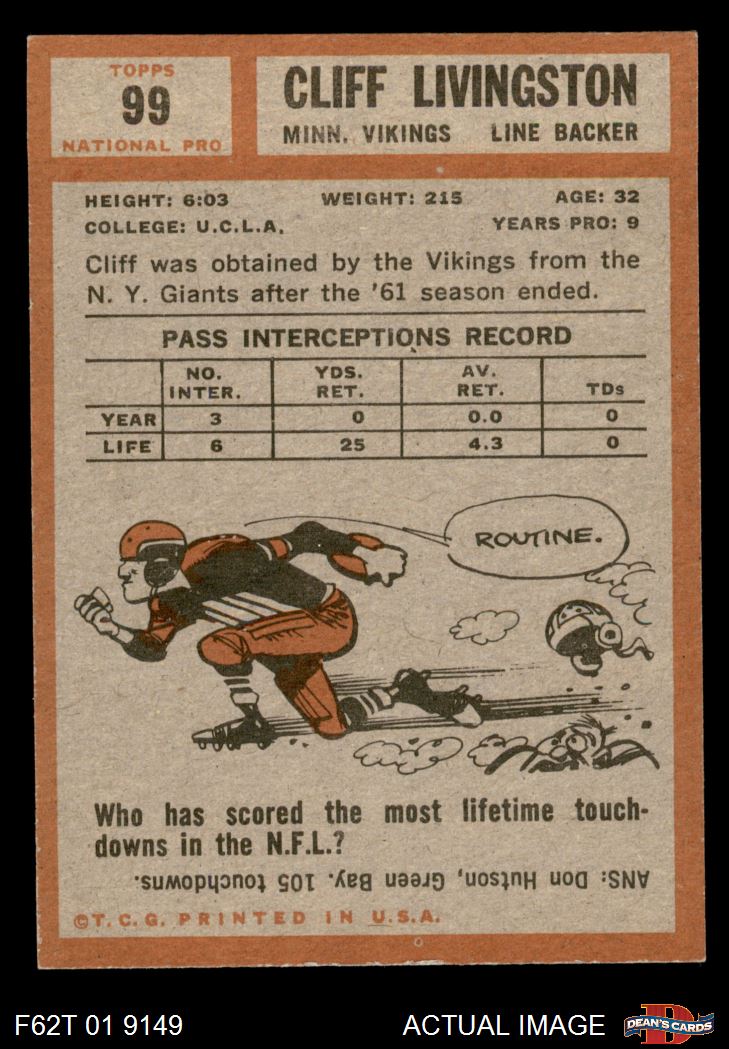 TOPPS
99
NATIONAL PRO
CLIFF LIVINGSTON
MINN. VIKINGS LINE BACKER
HEIGHT: 6:03 WEIGHT: 215 AGE: 32
COLLEGE: U.C.L.A. YEARS PRO: 9
Cliff was obtained by the Vikings from the
N. Y. Giants after the '61 season ended.
PASS INTERCEPTIONS RECORD
NO. INTER. YDS. RET. AV. RET. TDs
YEAR 3 0 0.0 0
LIFE 6 25 4.3 0
ROUTINE.
Who has scored the most lifetime touch-
downs in the N.F.L.?
ANS: Don Hutson, Green Bay. 105 touchdowns.
©T.C.G. PRINTED IN U.S.A.
F62T 01 9149 ACTUAL IMAGE D DEAN'S CARDS